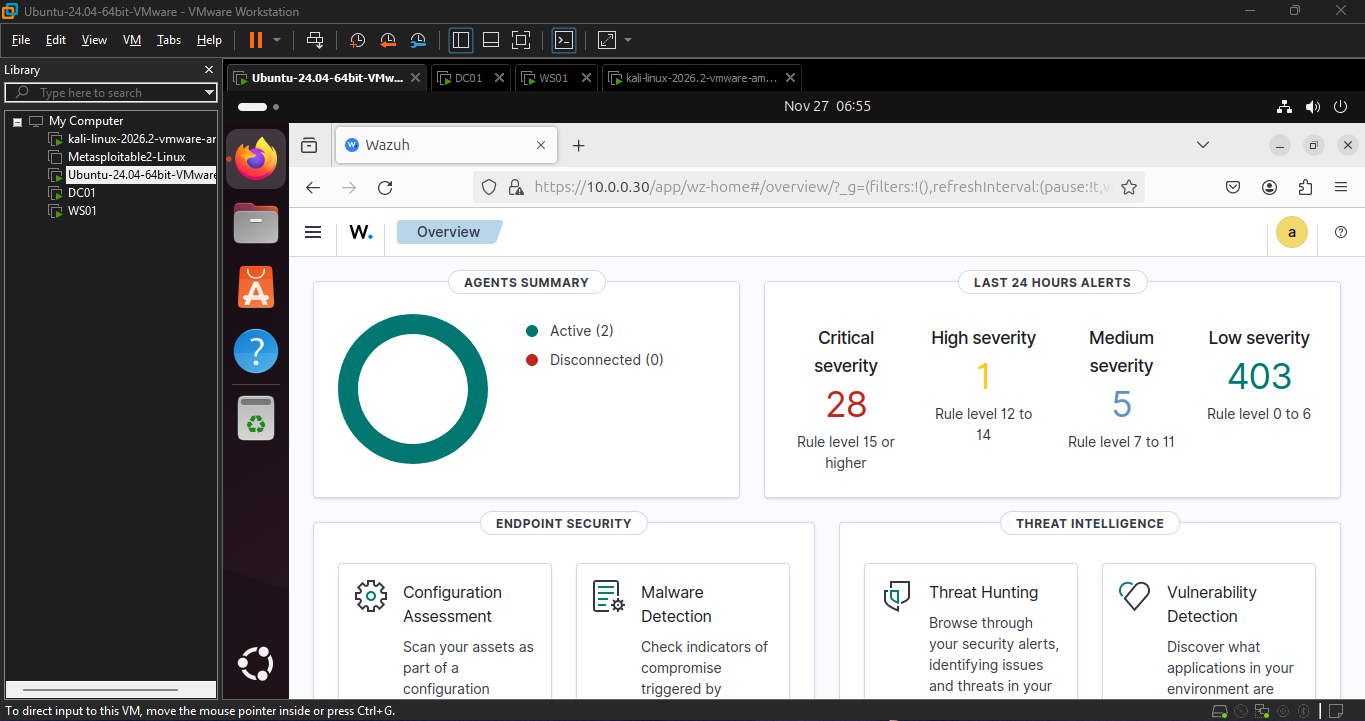 Ubuntu-24.04-64bit-VMware - VMware Workstation
File Edit View VM Tabs Help
Library
Type here to search
My Computer
kali-linux-2026.2-vmware-ar
Metasploitable2-Linux
Ubuntu-24.04-64bit-VMware
DC01
WS01
Ubuntu-24.04-64bit-VMw... DC01 WS01 kali-linux-2026.2-vmware-am...
Nov 27 06:55
Wazuh
https://10.0.0.30/app/wz-home#/overview/?_g=(filters:!(),refreshInterval:(pause:!t,v
W. Overview a
AGENTS SUMMARY
Active (2)
Disconnected (0)
LAST 24 HOURS ALERTS
Critical
severity
28
Rule level 15 or
higher
High severity
1
Rule level 12 to
14
Medium
severity
5
Rule level 7 to 11
Low severity
403
Rule level 0 to 6
ENDPOINT SECURITY
Configuration
Assessment
Scan your assets as
part of a
configuration
Malware
Detection
Check indicators of
compromise
triggered by
THREAT INTELLIGENCE
Threat Hunting
Browse through
your security alerts,
identifying issues
and threats in your
Vulnerability
Detection
Discover what
applications in your
environment are
To direct input to this VM, move the mouse pointer inside or press Ctrl+G.